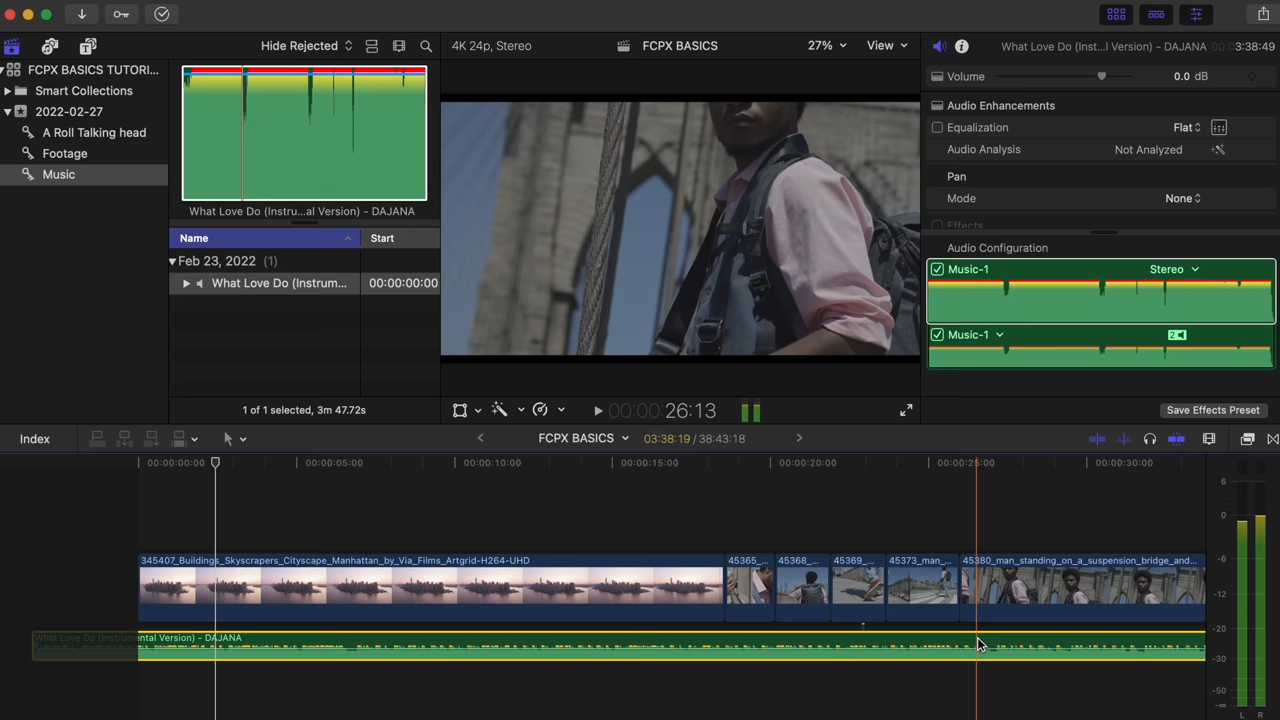 Hide Rejected
4K 24p, Stereo
FCPX BASICS
27%
View
What Love Do (Inst...l Version) - DAJANA
00:03:38:49
FCPX BASICS TUTORI...
Smart Collections
2022-02-27
A Roll Talking head
Footage
Music
What Love Do (Instru...al Version) - DAJANA
Name
Start
Feb 23, 2022 (1)
What Love Do (Instrum...
00:00:00:00
1 of 1 selected, 3m 47.72s
Volume
0.0 dB
Audio Enhancements
Equalization
Flat
Audio Analysis
Not Analyzed
Pan
Mode
None
Effects
Audio Configuration
Music-1
Stereo
Music-1
2
Save Effects Preset
00:00:26:13
Index
FCPX BASICS
03:38:19 / 38:43:18
00:00:00:00
00:00:05:00
00:00:10:00
00:00:15:00
00:00:20:00
00:00:25:00
00:00:30:00
345407_Buildings_Skyscrapers_Cityscape_Manhattan_by_Via_Films_Artgrid-H264-UHD
45365_...
45368_...
45369_...
45373_man_...
45380_man_standing_on_a_suspension_bridge_and...
What Love Do (Instrumental Version) - DAJANA
6
0
-6
-12
-20
-30
-50
-∞
L
R